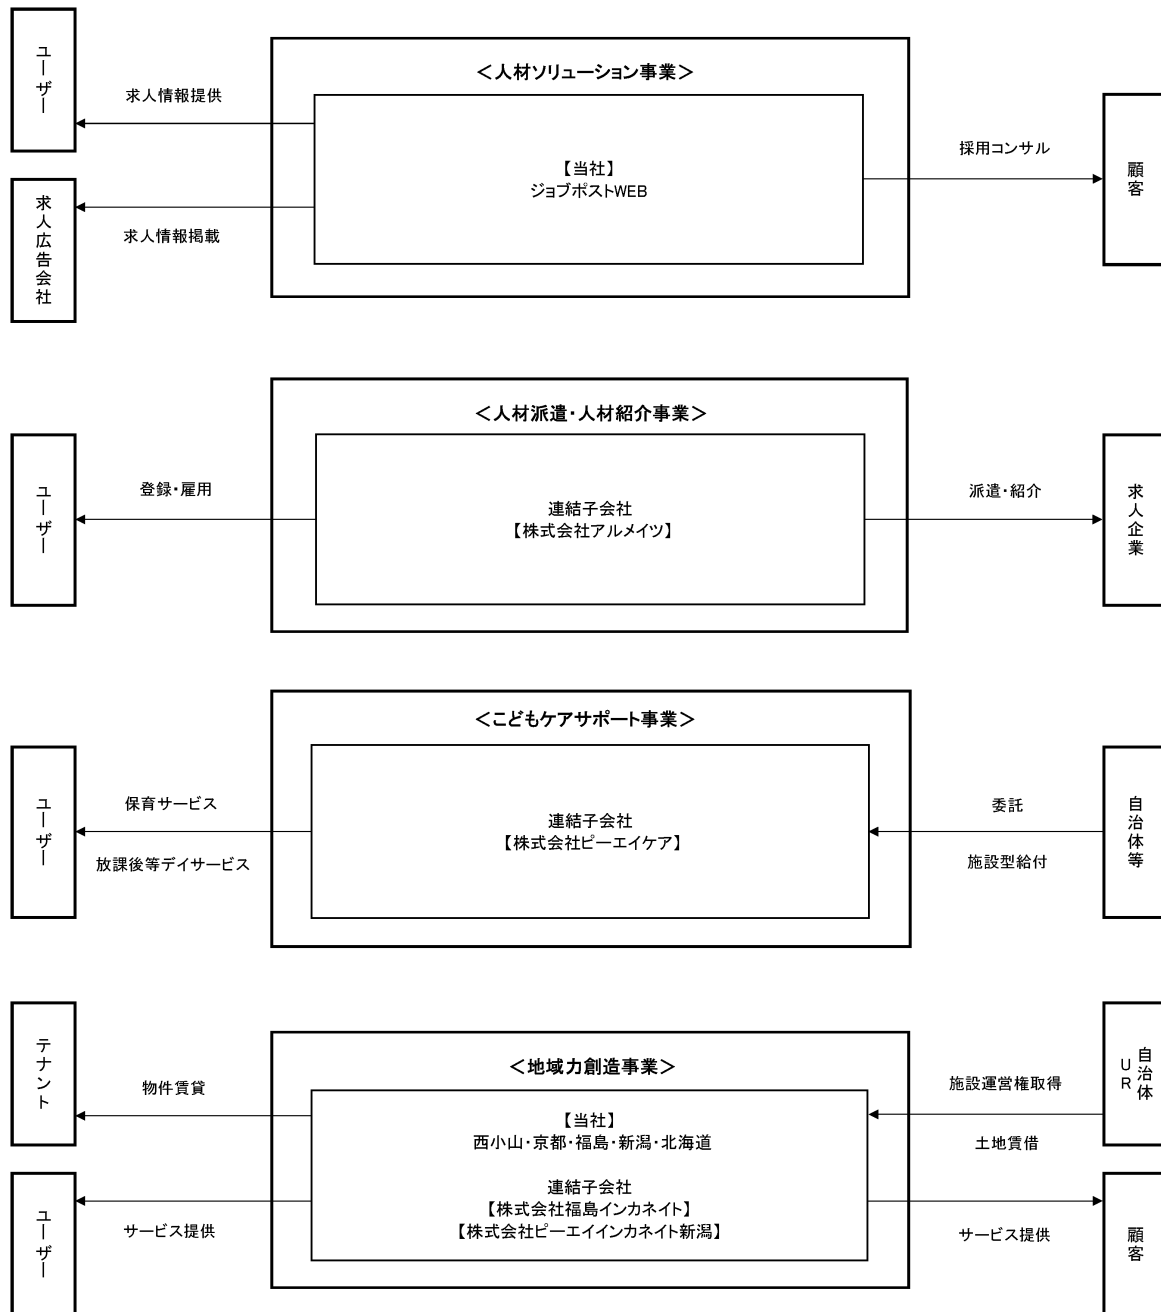 ユーザー
求人情報提供
求人広告会社
求人情報掲載
＜人材ソリューション事業＞
【当社】
ジョブポストWEB
採用コンサル
顧客
ユーザー
登録・雇用
＜人材派遣・人材紹介事業＞
連結子会社
【株式会社アルメイツ】
派遣・紹介
求人企業
ユーザー
保育サービス
放課後等デイサービス
＜こどもケアサポート事業＞
連結子会社
【株式会社ピーエイケア】
委託
施設型給付
自治体等
テナント
物件賃貸
ユーザー
サービス提供
＜地域力創造事業＞
【当社】
西小山・京都・福島・新潟・北海道
連結子会社
【株式会社福島インカネイト】
【株式会社ピーエイインカネイト新潟】
施設運営権取得
土地賃借
自治体
UR
サービス提供
顧客